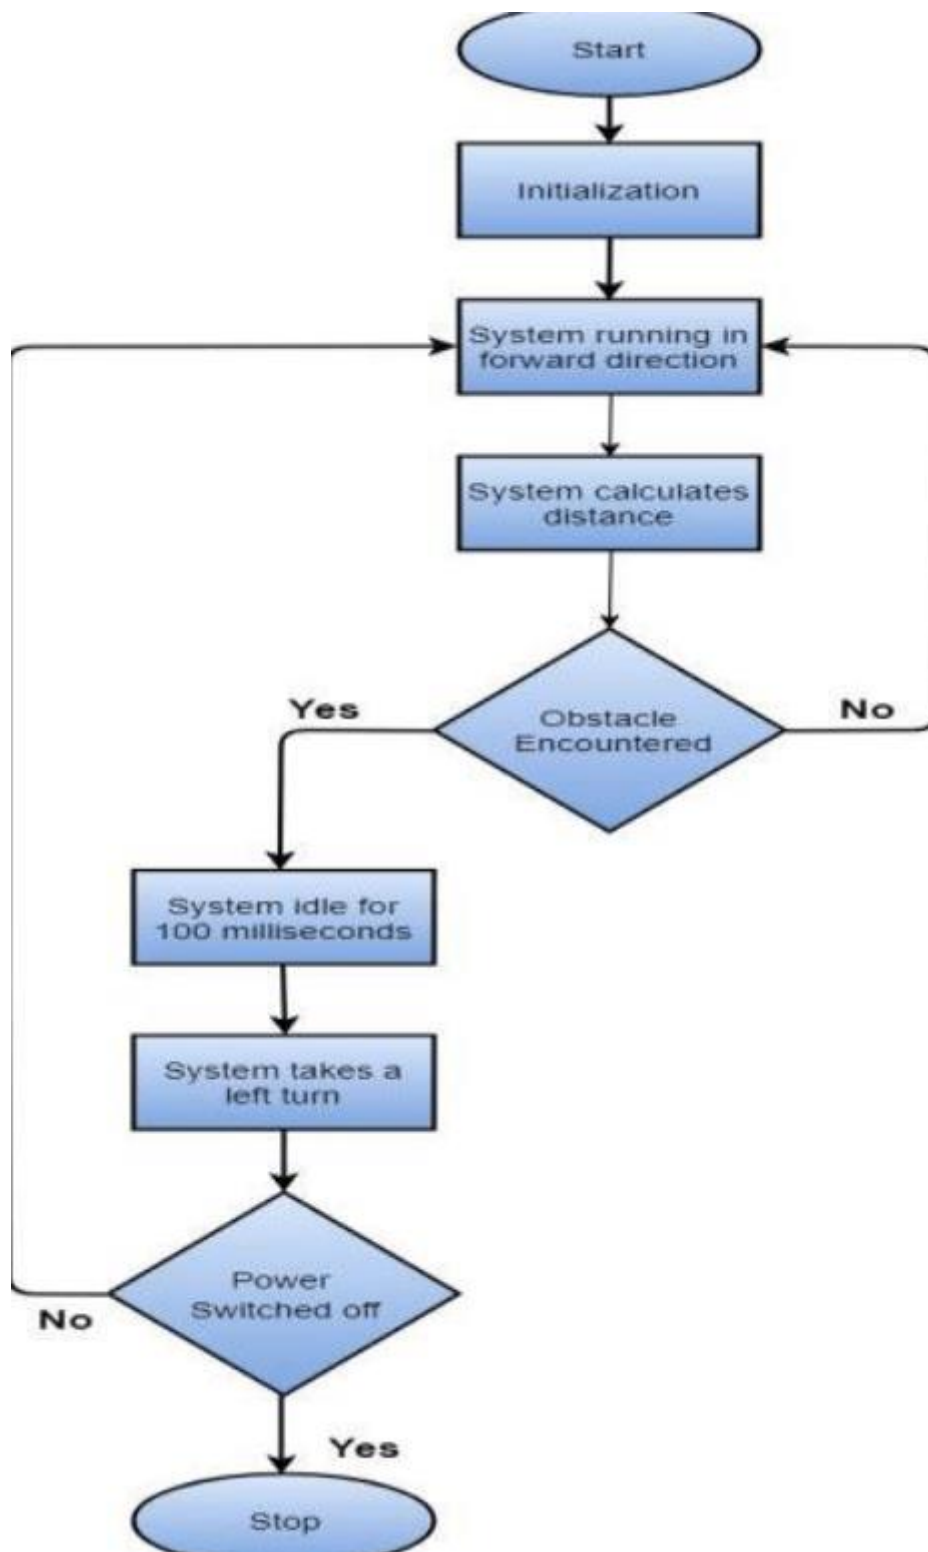 Start
Initialization
System running in
forward direction
System calculates
distance
Obstacle
Encountered
Yes
No
System idle for
100 milliseconds
System takes a
left turn
Power
Switched off
No
Yes
Stop